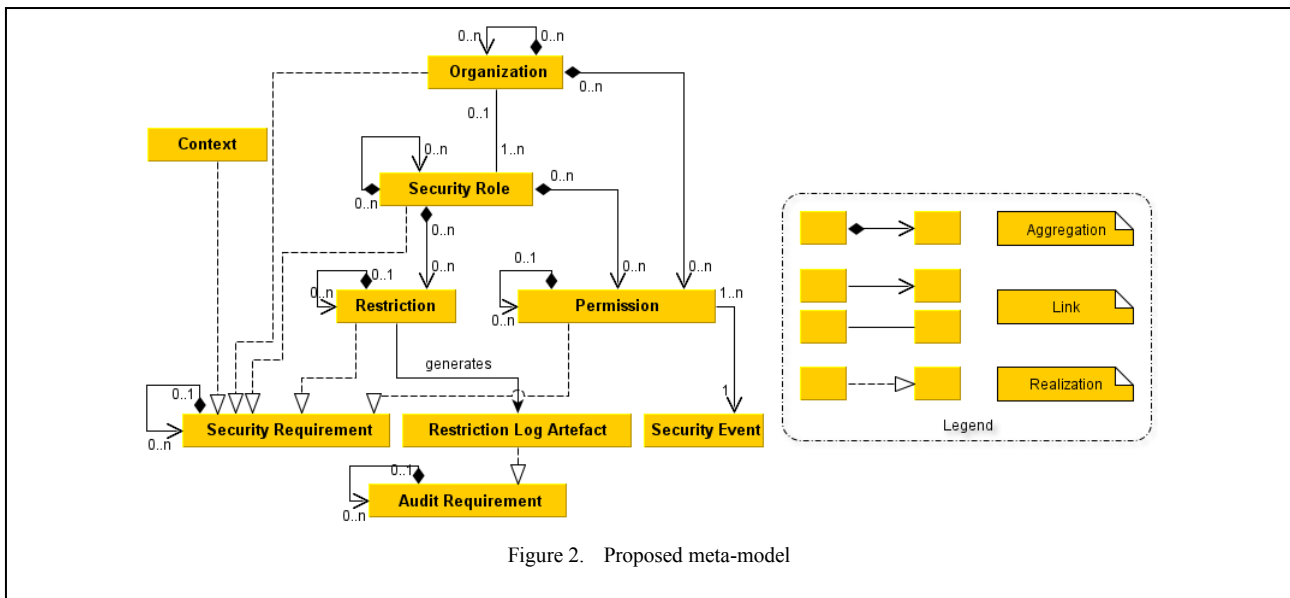 0..n
0..n
Organization
0..n
0..1
Context
1..n
0..n
Security Role
0..n
0..n
0..n
0..n
0..n
0..n
0..1
0..1
Restriction
0..n
Permission
0..n
1..n
generates
0..1
1
Security Requirement
Restriction Log Artefact
Security Event
0..n
0..1
Audit Requirement
0..n
Aggregation
Link
Realization
Legend
Figure 2. Proposed meta-model